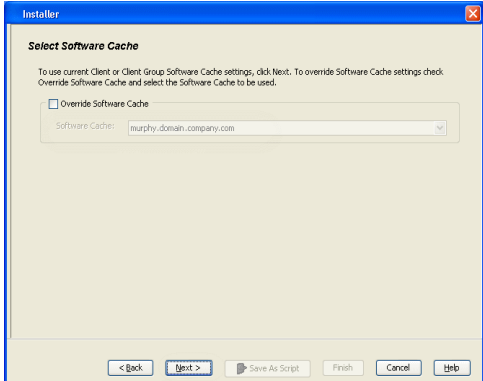 Installer
Select Software Cache
To use current Client or Client Group Software Cache settings, click Next. To override Software Cache settings check
Override Software Cache and select the Software Cache to be used.
Override Software Cache
Software Cache: murphy.domain.company.com
< Back Next > Save As Script Finish Cancel Help